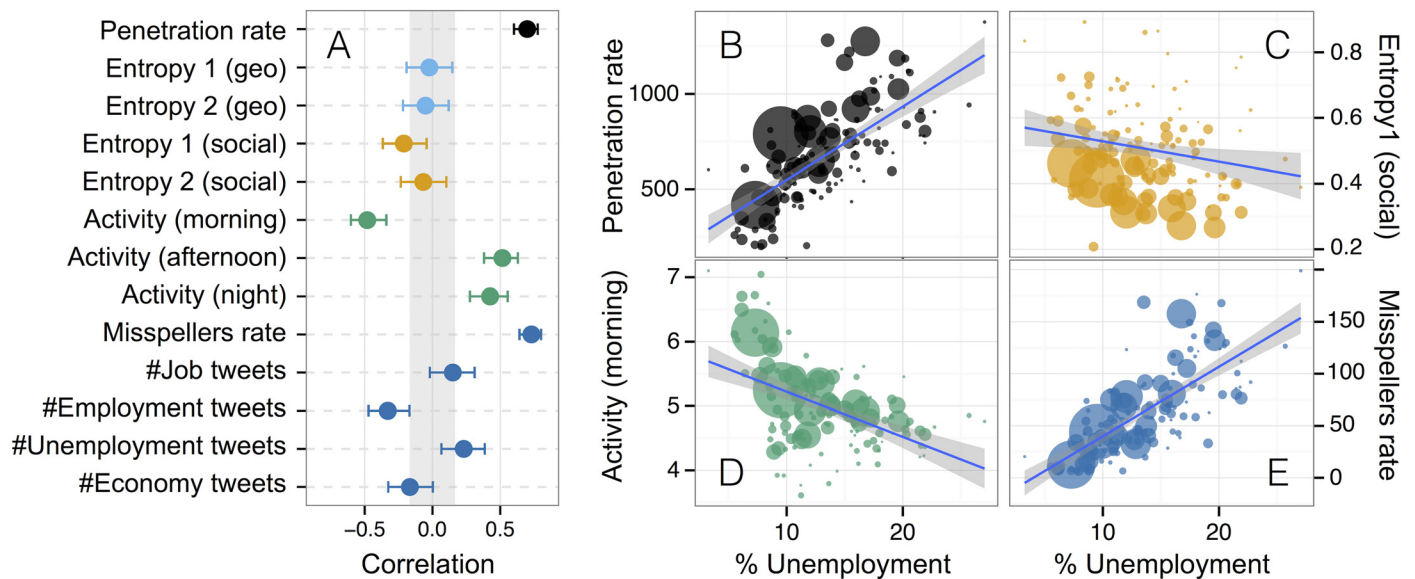 A
Penetration rate
Entropy 1 (geo)
Entropy 2 (geo)
Entropy 1 (social)
Entropy 2 (social)
Activity (morning)
Activity (afternoon)
Activity (night)
Misspellers rate
#Job tweets
#Employment tweets
#Unemployment tweets
#Economy tweets
−0.5 0.0 0.5
Correlation
B
Penetration rate
1000
500
C
Entropy1 (social)
0.8
0.6
0.4
0.2
D
Activity (morning)
7
6
5
4
10 20
% Unemployment
E
Misspellers rate
150
100
50
0
10 20
% Unemployment